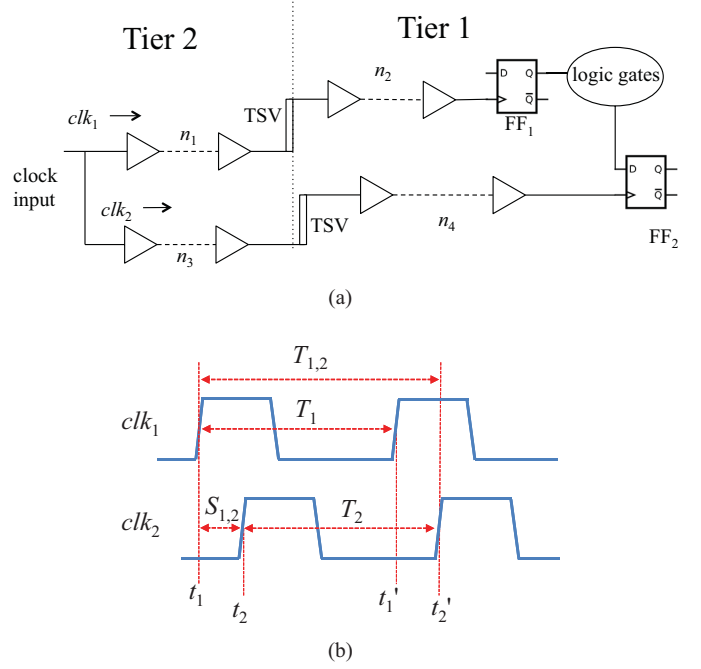 Tier 2
Tier 1
clk₁
n₁
TSV
n₂
D Q
Q̅
FF₁
logic gates
clock
input
clk₂
n₃
TSV
n₄
D Q
Q̅
FF₂
(a)
T₁,₂
clk₁
T₁
clk₂
S₁,₂
T₂
t₁
t₂
t₁'
t₂'
(b)